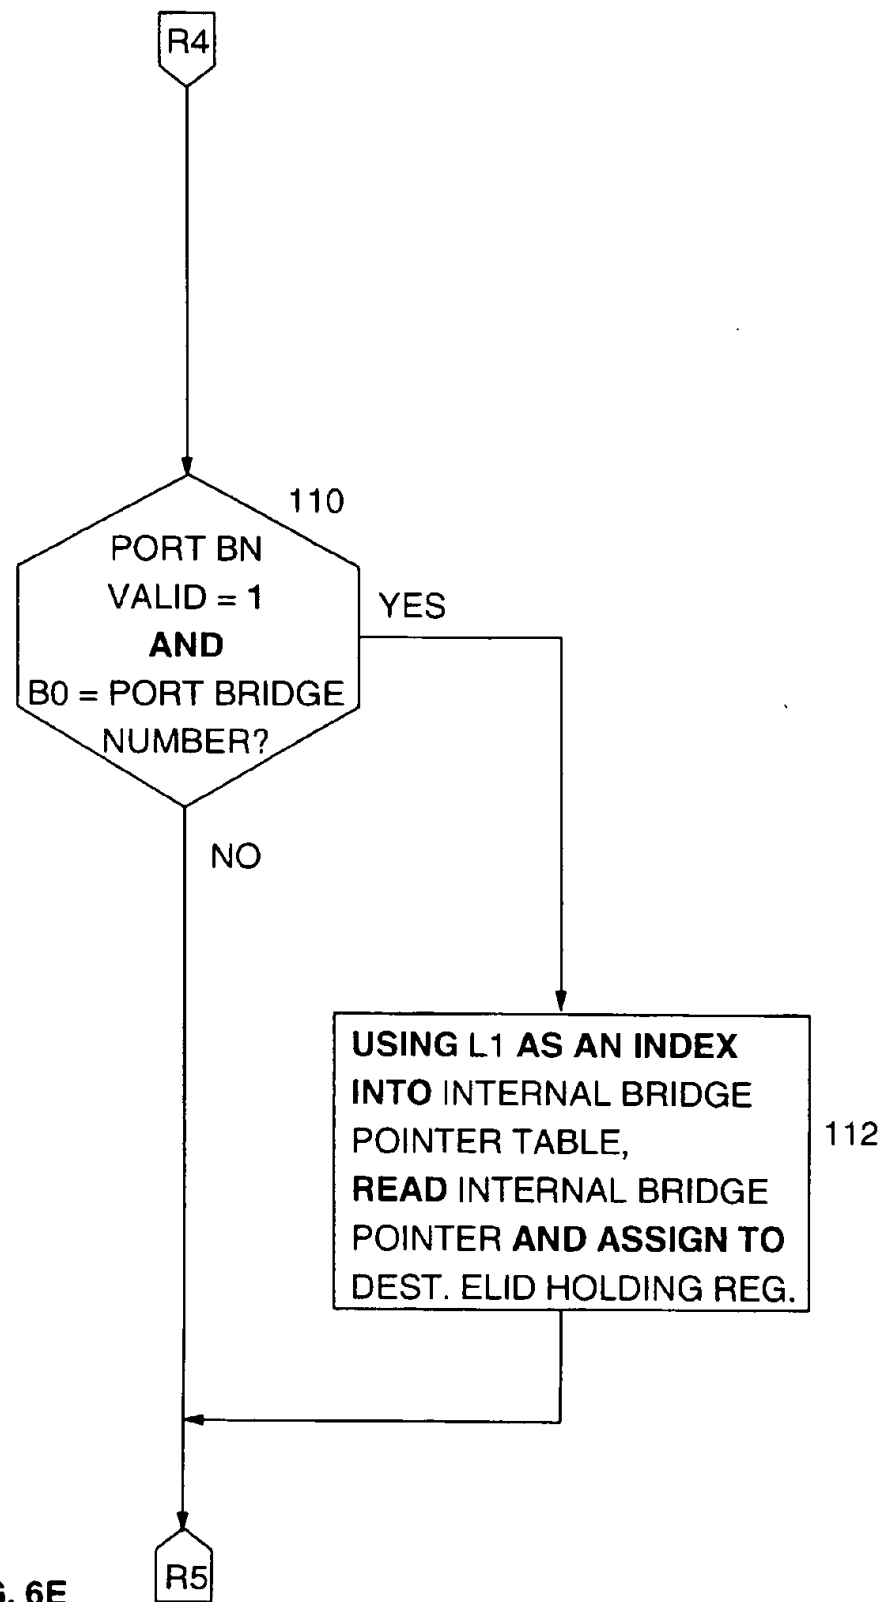 R4
110
PORT BN
VALID = 1
AND
B0 = PORT BRIDGE
NUMBER?
YES
NO
USING L1 AS AN INDEX
INTO INTERNAL BRIDGE
POINTER TABLE,
READ INTERNAL BRIDGE
POINTER AND ASSIGN TO
DEST. ELID HOLDING REG.
112
R5
6E